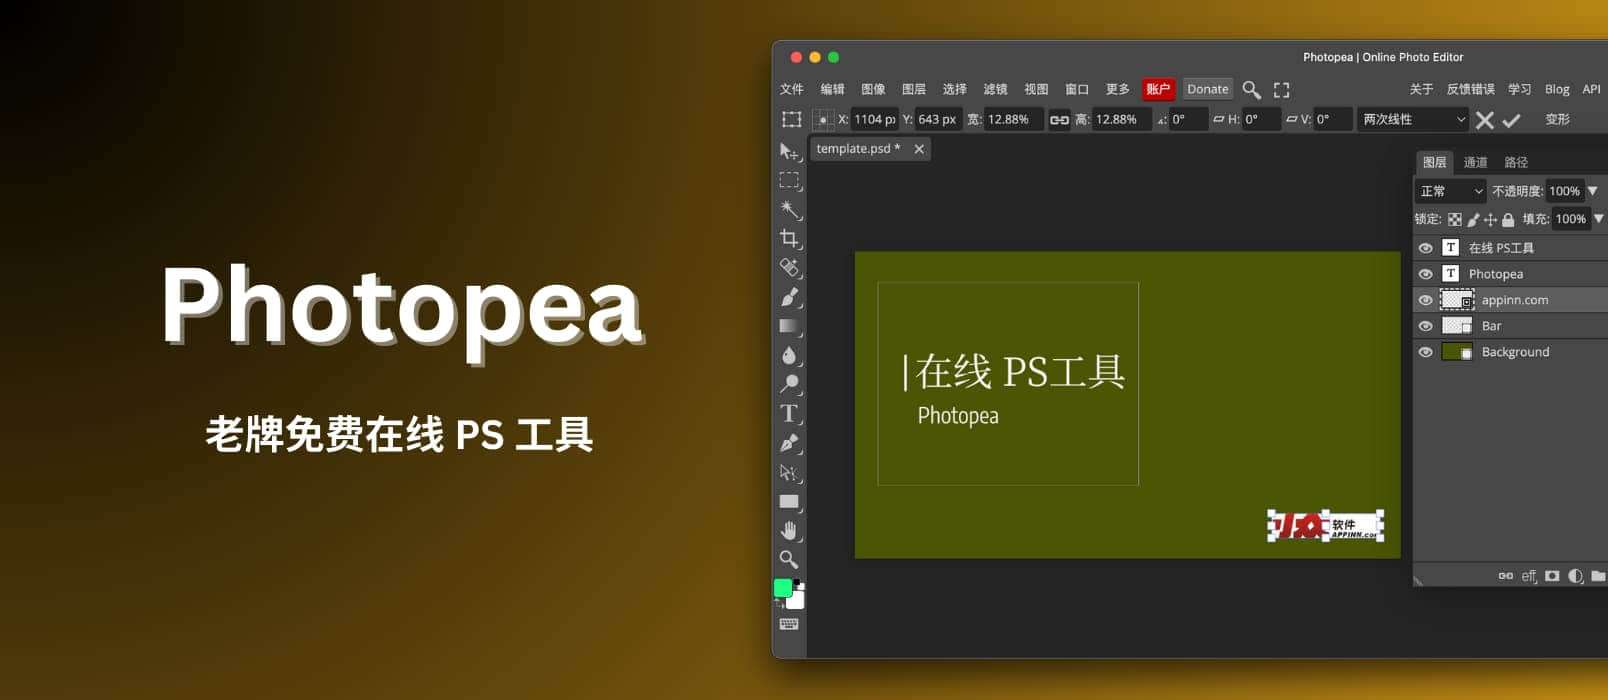 Photopea
老牌免费在线 PS 工具
Photopea | Online Photo Editor
文件 编辑 图像 图层 选择 滤镜 视图 窗口 更多 账户 Donate 关于 反馈错误 学习 Blog API
X: 1104 px Y: 643 px 宽: 12.88% 高: 12.88% 0° H: 0° V: 0° 两次线性 变形
template.psd *
图层 通道 路径
正常 不透明度: 100%
锁定: 填充: 100%
T 在线 PS工具
T Photopea
appinn.com
Bar
Background
|在线 PS工具
Photopea
小众 软件
APPINN.com
T
eff